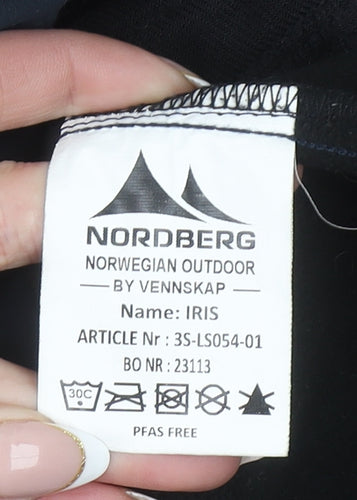 NORDBERG
NORWEGIAN OUTDOOR
BY VENNSKAP
Name: IRIS
ARTICLE Nr : 3S-LS054-01
BO NR : 23113
30C
PFAS FREE